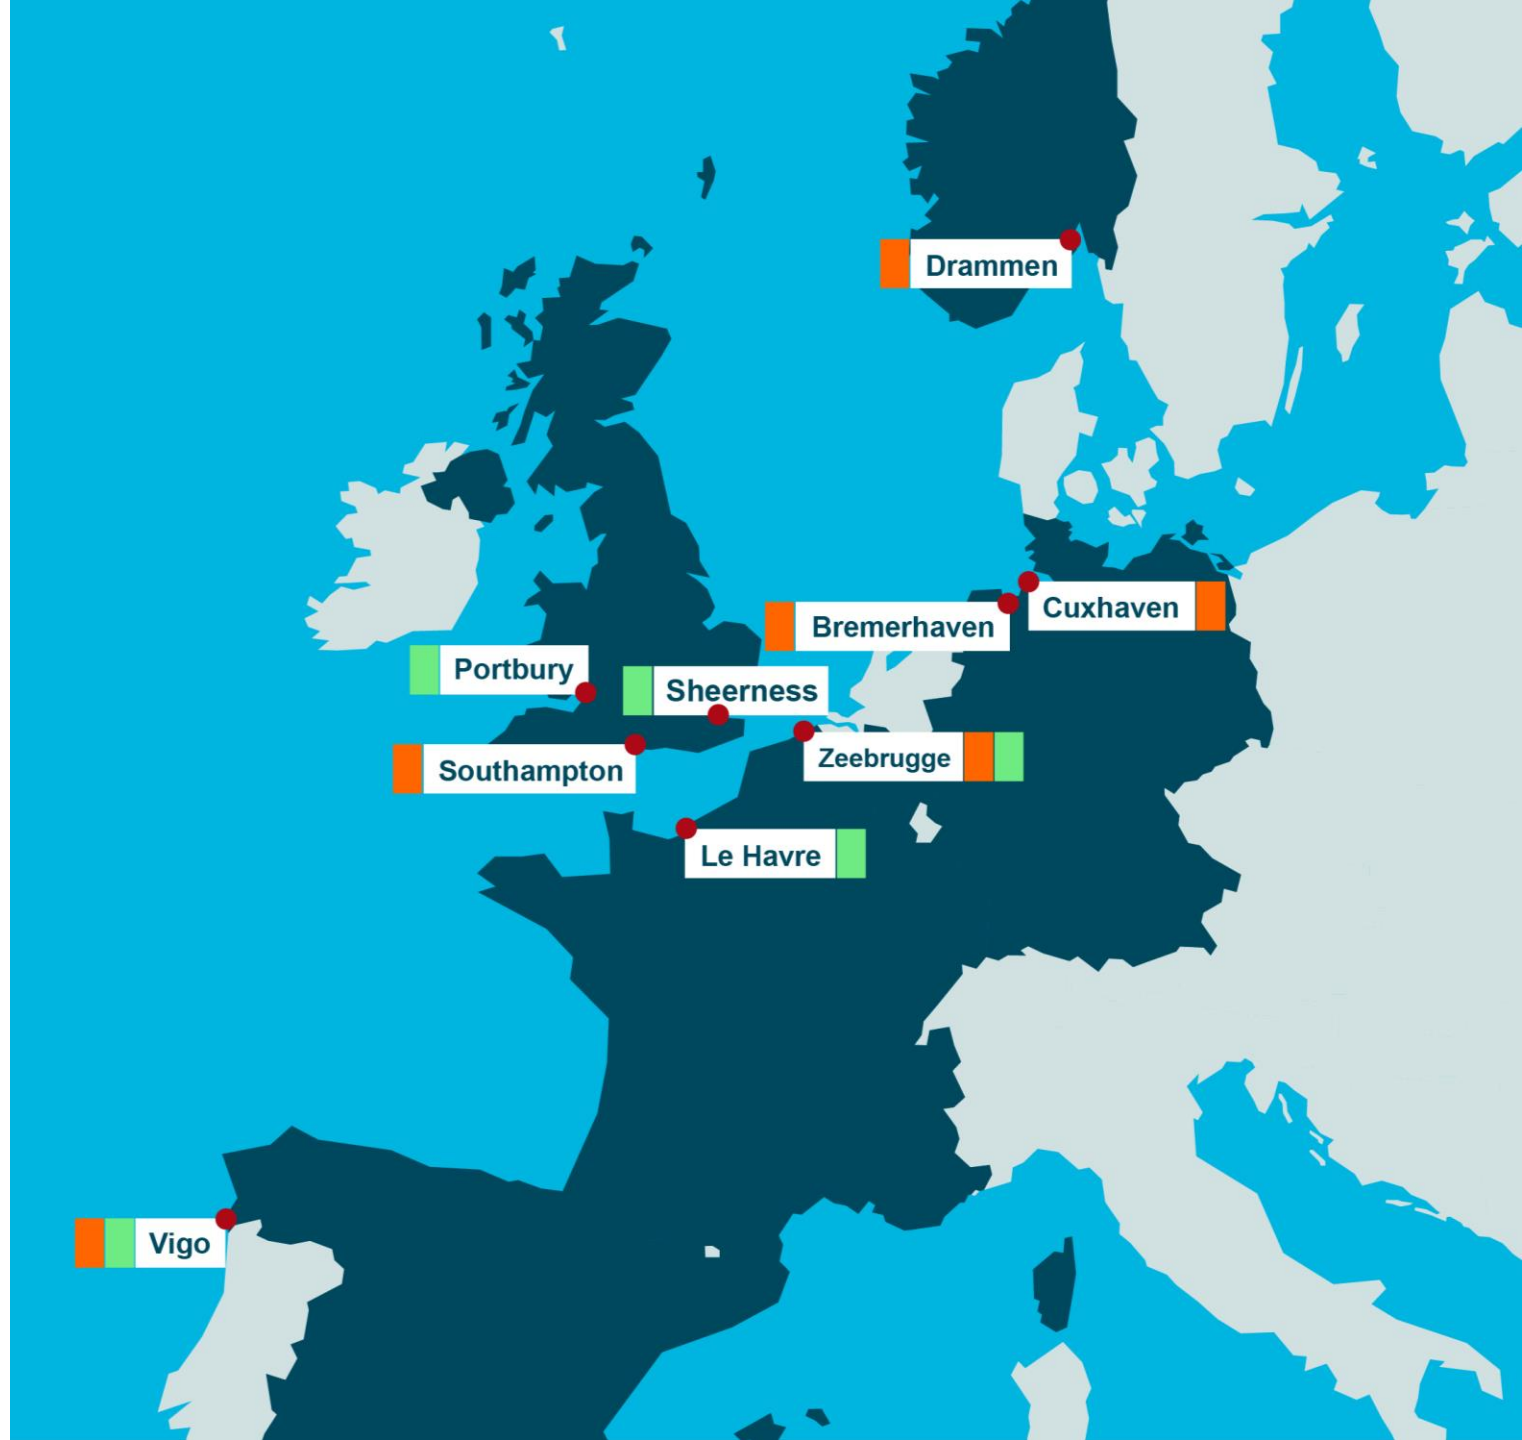 Drammen
Cuxhaven
Bremerhaven
Portbury
Sheerness
Zeebrugge
Southampton
Le Havre
Vigo